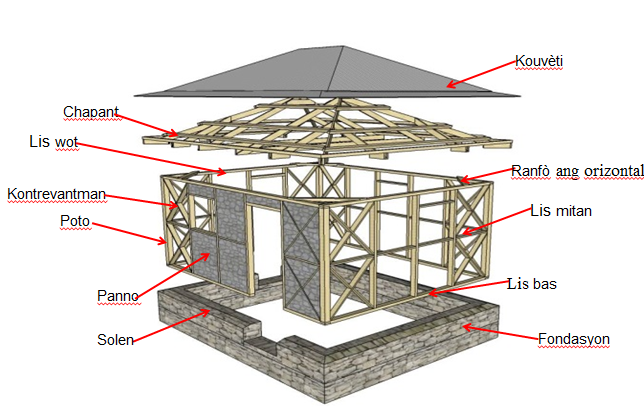 Kouvèti
Chapant
Lis wot
Ranfò ang orizontal
Kontrevantman
Lis mitan
Poto
Lis bas
Panno
Solen
Fondasyon